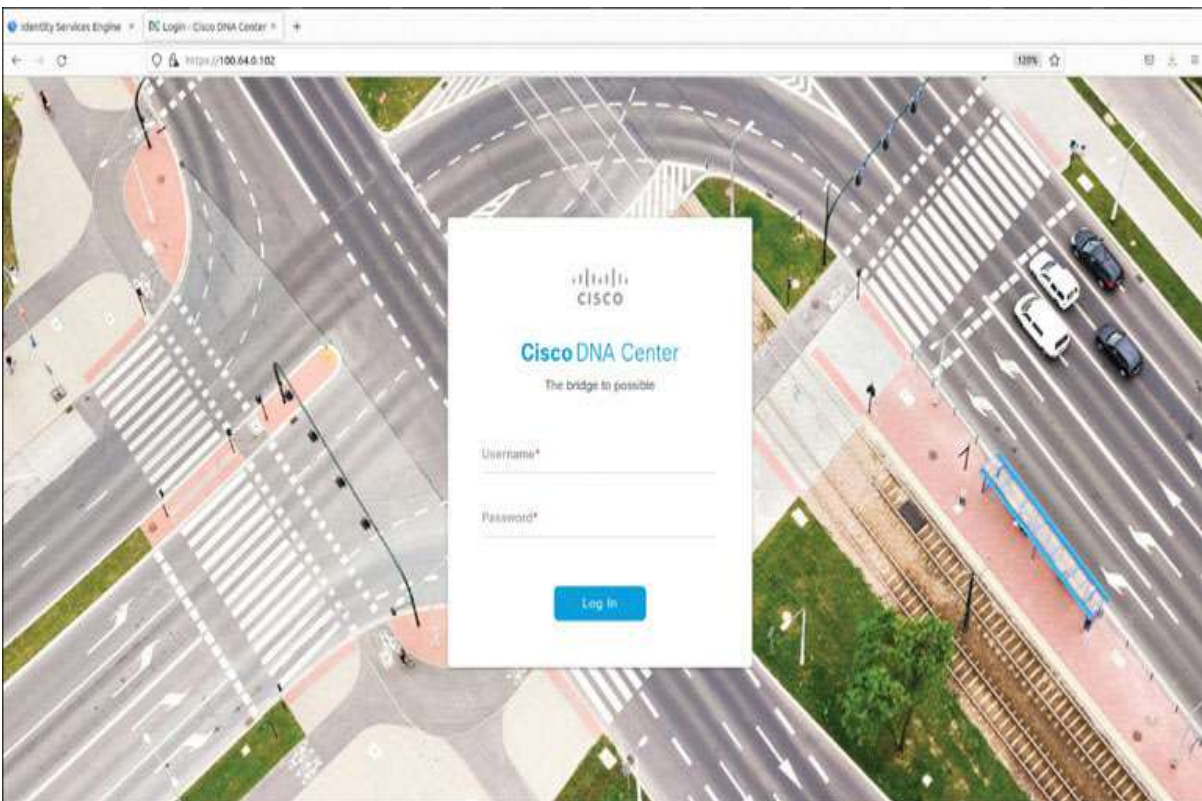 Identity Services Engine
Login - Cisco DNA Center
+
https://100.64.0.102
120%
CISCO
Cisco DNA Center
The bridge to possible
Username*
Password*
Log In